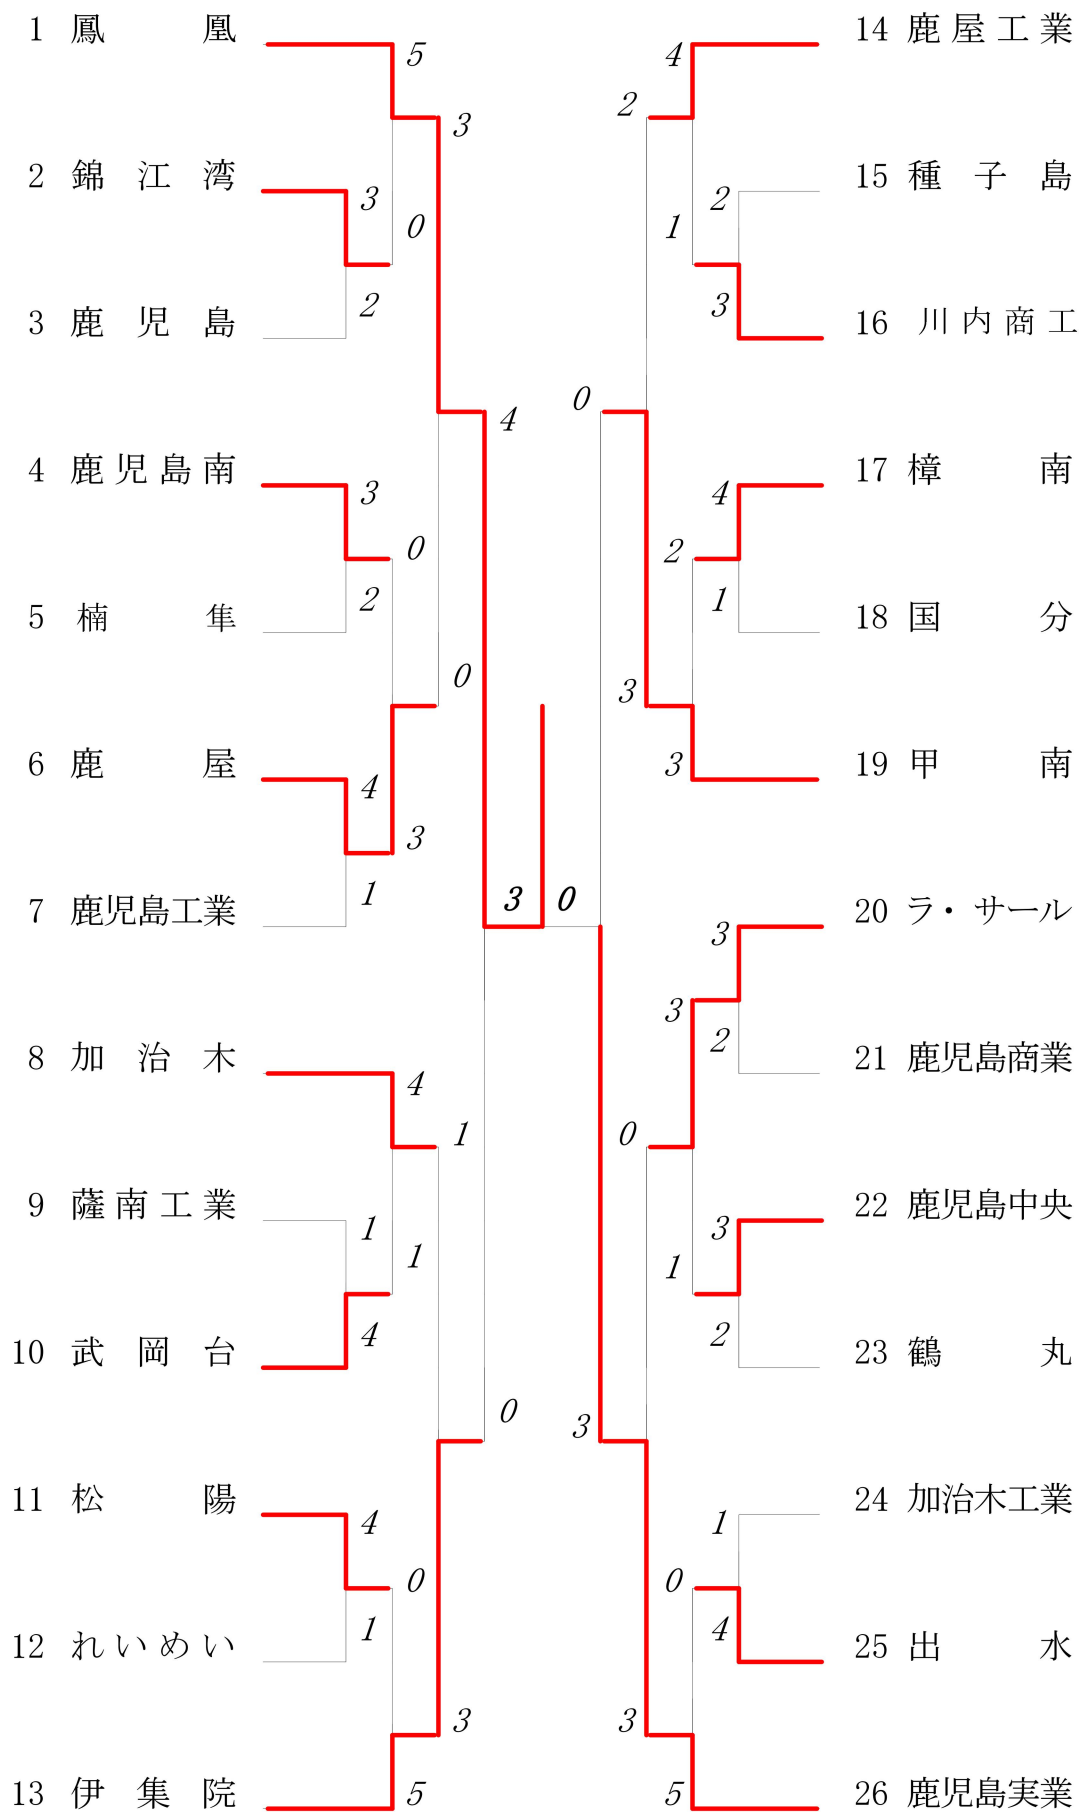 1 鳳凰
5
3
2 錦江湾
3
0
3 鹿児島
2
4
4 鹿児島南
3
0
5 楠隼
2
0
6 鹿屋
4
3
7 鹿児島工業
1
3 0
8 加治木
4
1
9 薩南工業
1
1
10 武岡台
4
0
11 松陽
4
0
12 れいめい
1
3
13 伊集院
5
14 鹿屋工業
4
2
15 種子島
2
1
16 川内商工
3
0
17 樟南
4
2
18 国分
1
3
19 甲南
3
20 ラ・サール
3
3
21 鹿児島商業
2
0
22 鹿児島中央
3
1
23 鶴丸
2
3
24 加治木工業
1
0
25 出水
4
3
26 鹿児島実業
5